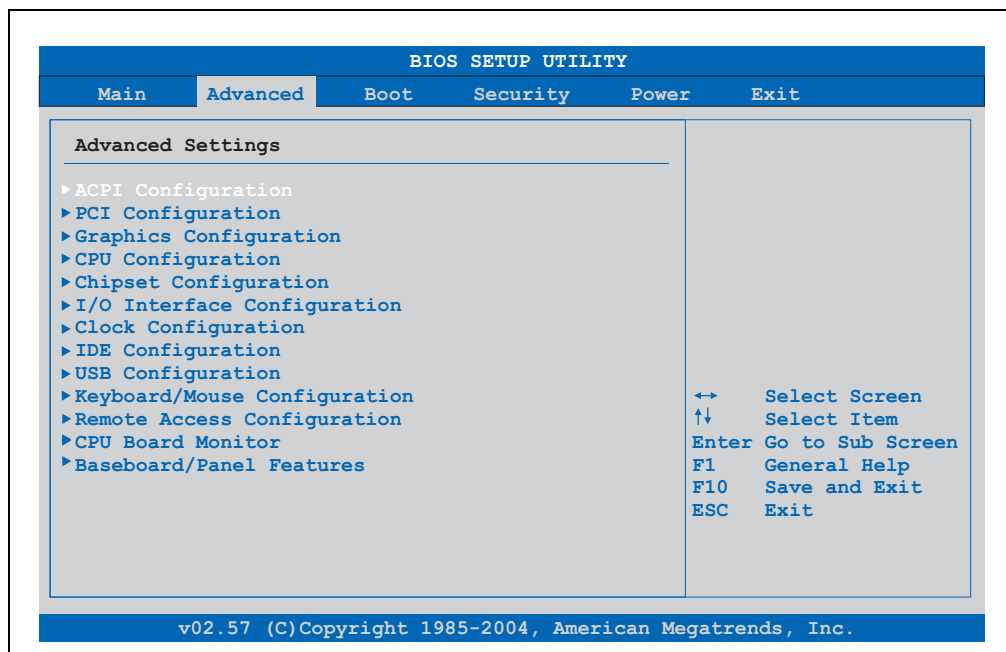 BIOS SETUP UTILITY
Main Advanced Boot Security Power Exit
Advanced Settings
ACPI Configuration
PCI Configuration
Graphics Configuration
CPU Configuration
Chipset Configuration
I/O Interface Configuration
Clock Configuration
IDE Configuration
USB Configuration
Keyboard/Mouse Configuration
Remote Access Configuration
CPU Board Monitor
Baseboard/Panel Features
↔ Select Screen
↑↓ Select Item
Enter Go to Sub Screen
F1 General Help
F10 Save and Exit
ESC Exit
v02.57 (C)Copyright 1985-2004, American Megatrends, Inc.